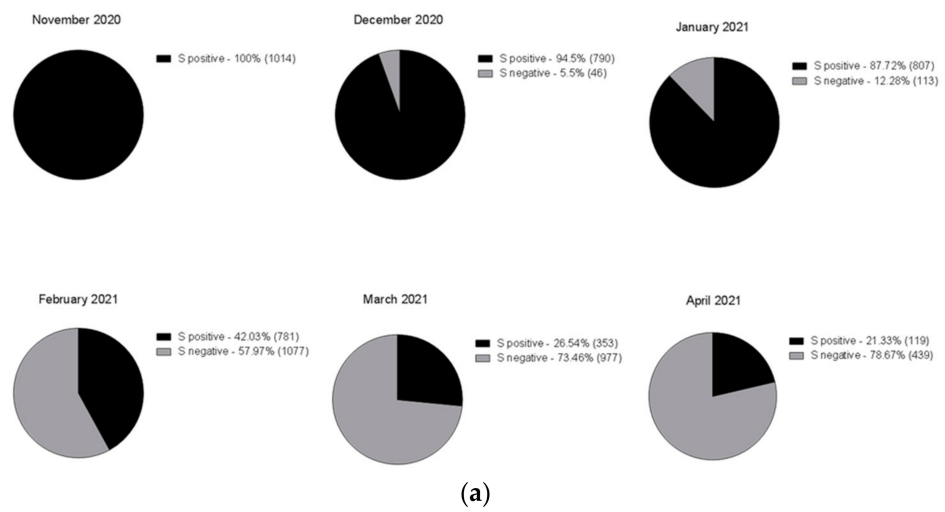 November 2020
S positive - 100% (1014)
December 2020
S positive - 94.5% (790)
S negative - 5.5% (46)
January 2021
S positive - 87.72% (807)
S negative - 12.28% (113)
February 2021
S positive - 42.03% (781)
S negative - 57.97% (1077)
March 2021
S positive - 26.54% (353)
S negative - 73.46% (977)
April 2021
S positive - 21.33% (119)
S negative - 78.67% (439)
(a)